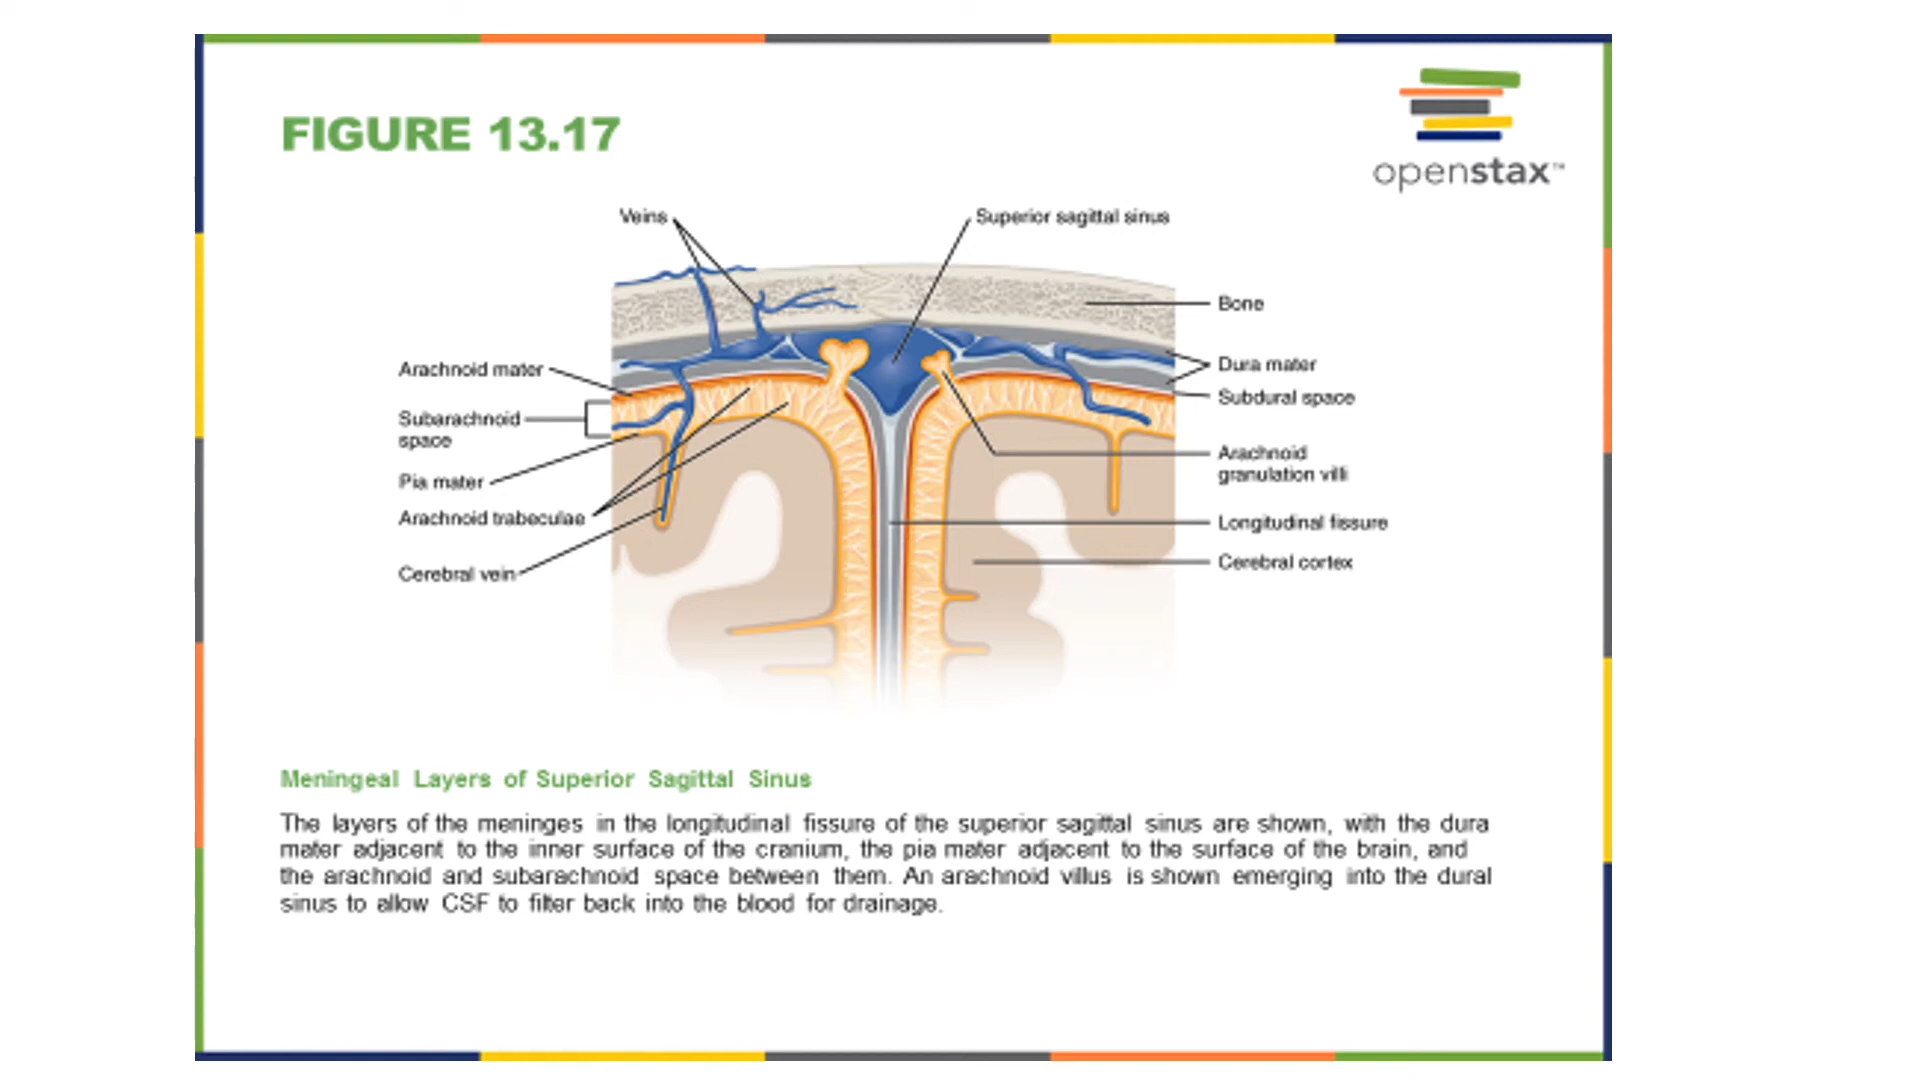 FIGURE 13.17
openstax™
Veins
Superior sagittal sinus
Bone
Arachnoid mater
Dura mater
Subdural space
Subarachnoid
space
Arachnoid
granulation villi
Pia mater
Arachnoid trabeculae
Longitudinal fissure
Cerebral cortex
Cerebral vein
Meningeal Layers of Superior Sagittal Sinus
The layers of the meninges in the longitudinal fissure of the superior sagittal sinus are shown, with the dura
mater adjacent to the inner surface of the cranium, the pia mater adjacent to the surface of the brain, and
the arachnoid and subarachnoid space between them. An arachnoid villus is shown emerging into the dural
sinus to allow CSF to filter back into the blood for drainage.